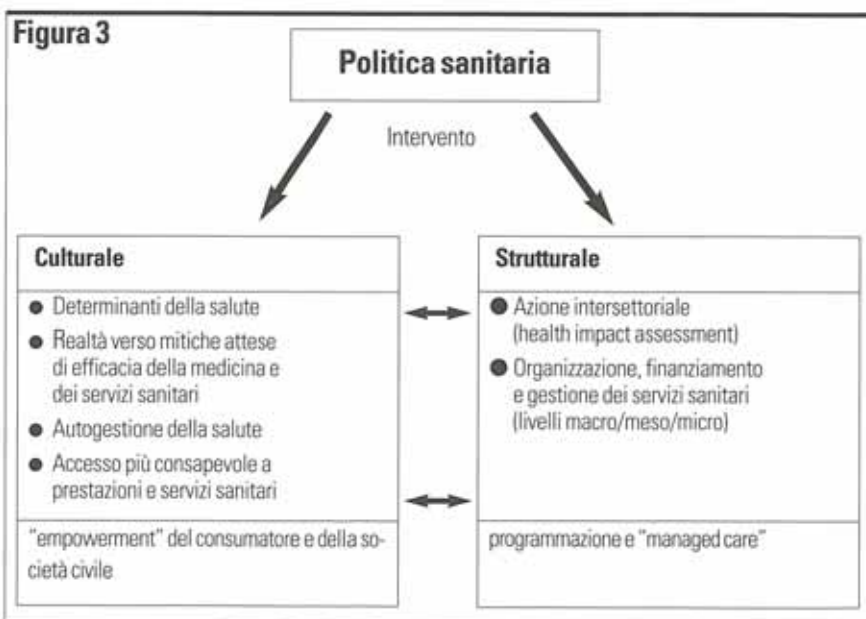 Figura 3
Politica sanitaria
Intervento
Culturale
● Determinanti della salute
● Realtà verso mitiche attese
di efficacia della medicina e
dei servizi sanitari
● Autogestione della salute
● Accesso più consapevole a
prestazioni e servizi sanitari
"empowerment" del consumatore e della so-
cietà civile
Strutturale
● Azione intersettoriale
(health impact assessment)
● Organizzazione, finanziamento
e gestione dei servizi sanitari
(livelli macro/meso/micro)
programmazione e "managed care"